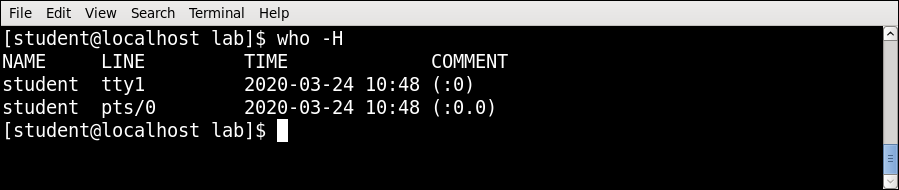 File Edit View Search Terminal Help
[student@localhost lab]$ who -H
NAME     LINE         TIME             COMMENT
student  tty1         2020-03-24 10:48 (:0)
student  pts/0        2020-03-24 10:48 (:0.0)
[student@localhost lab]$